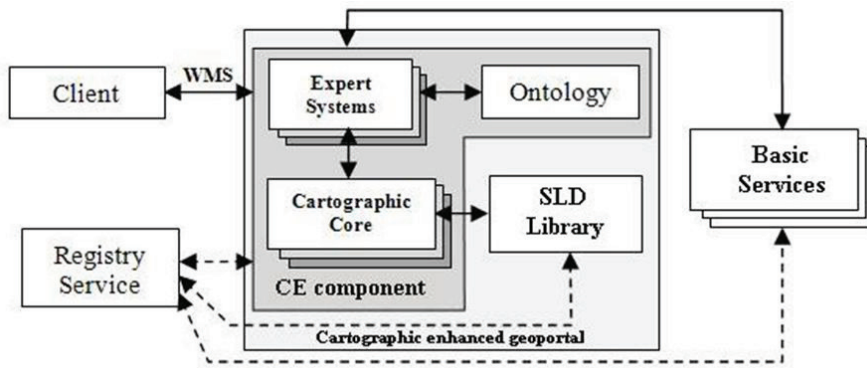 WMS
Client
Expert
Systems
Ontology
Basic
Services
Cartographic
Core
SLD
Library
Registry
Service
CE component
Cartographic enhanced geoportal